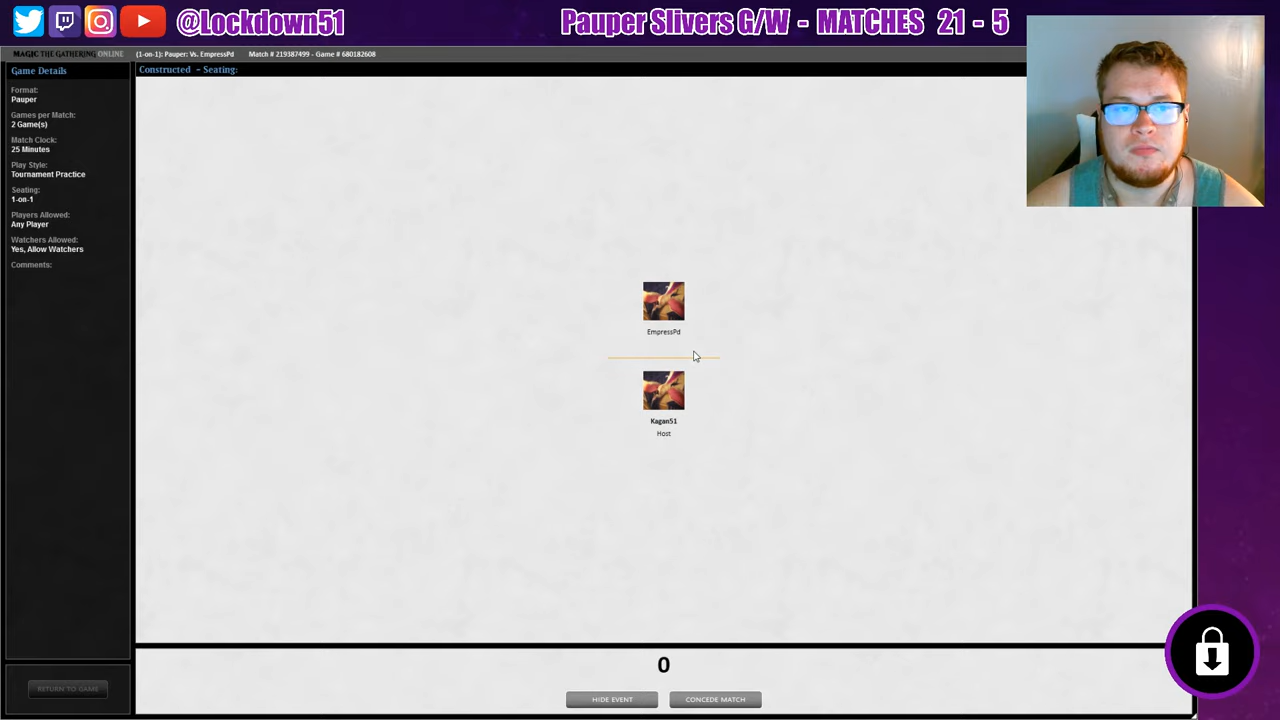 @Lockdown51
Pauper Slivers G/W - MATCHES 21 - 5
MAGIC THE GATHERING ONLINE
(1-on-1): Pauper: Vs. EmpressPd
Match # 219387499 - Game # 680182608
Game Details
Constructed - Seating:
Format:
Pauper
Games per Match:
2 Game(s)
Match Clock:
25 Minutes
Play Style:
Tournament Practice
Seating:
1-on-1
Players Allowed:
Any Player
Watchers Allowed:
Yes, Allow Watchers
Comments:
EmpressPd
Kagan51
Host
0
RETURN TO GAME
HIDE EVENT
CONCEDE MATCH